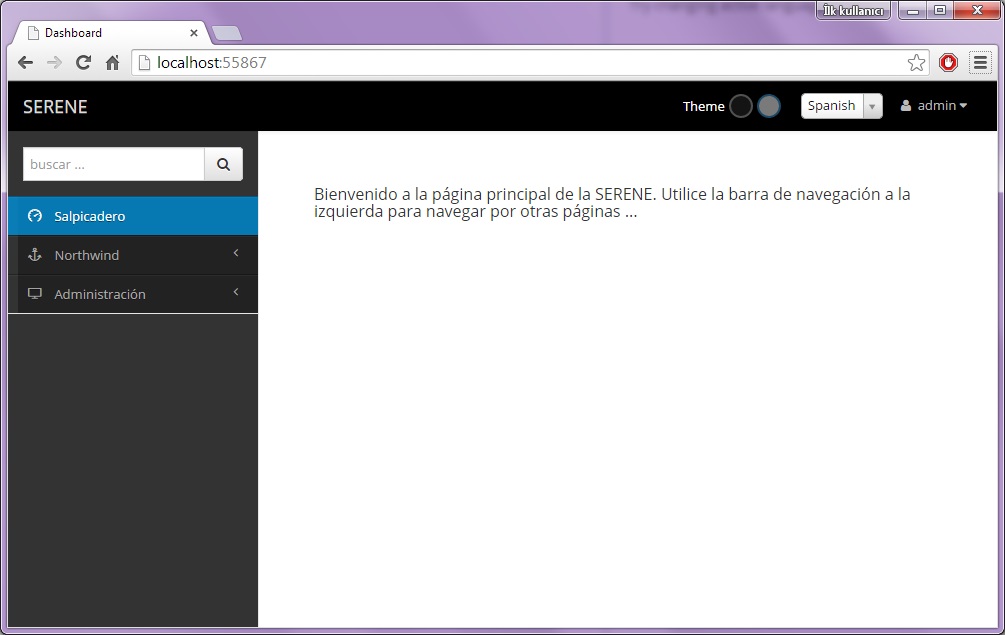 İlk kullanıcı
Dashboard
localhost:55867
SERENE
Theme
Spanish
admin
buscar ...
Salpicadero
Northwind
Administración
Bienvenido a la página principal de la SERENE. Utilice la barra de navegación a la
izquierda para navegar por otras páginas ...